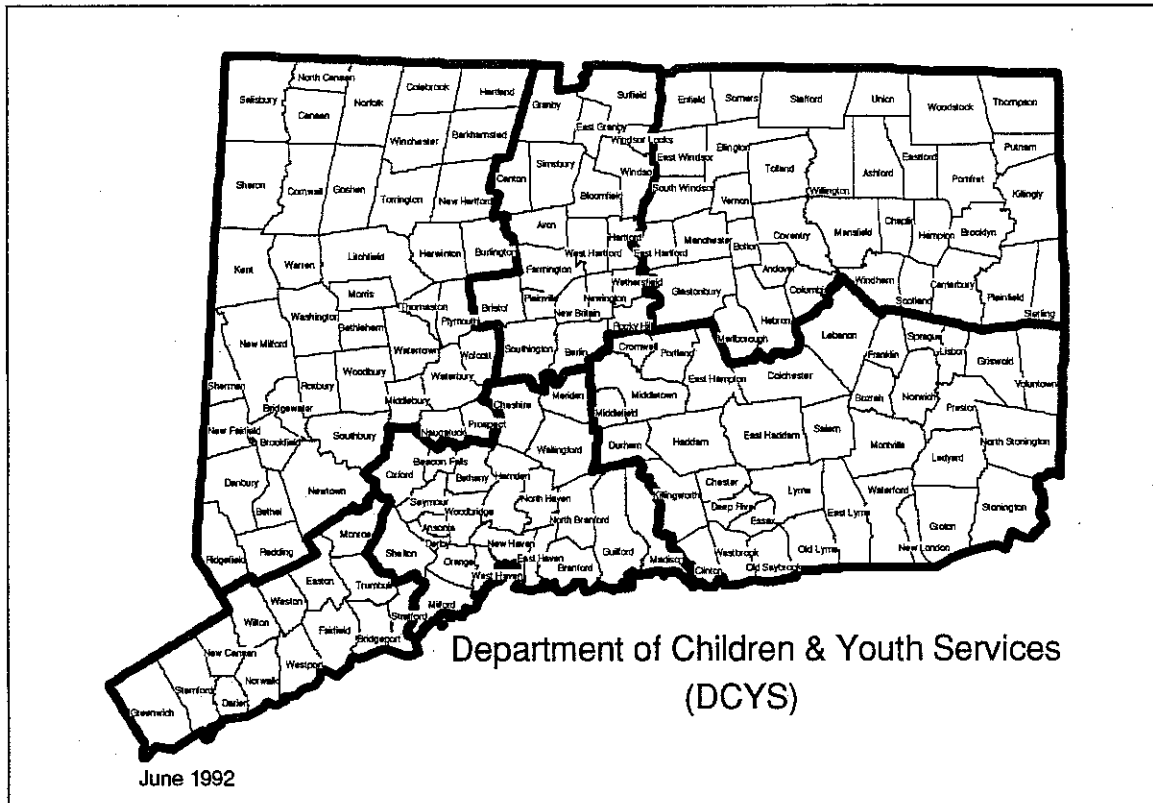 North Canaan
Colebrook
Hartland
Salisbury
Norfolk
Canaan
Suffield
Granby
Enfield
Somers
Stafford
Union
Woodstock
Thompson
East Granby
Winchester
Barkhamsted
Windsor Locks
East Windsor
Ellington
Eastford
Putnam
Simsbury
Windsor
Tolland
Ashford
Pomfret
Sharon
Cornwall
Goshen
Torrington
New Hartford
Canton
Bloomfield
South Windsor
Vernon
Willington
Killingly
Avon
Hartford
Manchester
Bolton
Coventry
Mansfield
Chaplin
Hampton
Brooklyn
Kent
Warren
Litchfield
Harwinton
Burlington
West Hartford
East Hartford
Farmington
Andover
Columbia
Windham
Scotland
Canterbury
Plainfield
Sterling
Morris
Thomaston
Plymouth
Bristol
Plainville
New Britain
Newington
Wethersfield
Rocky Hill
Glastonbury
Hebron
Marlborough
Washington
Bethlehem
Watertown
Wolcott
Southington
Berlin
Cromwell
Portland
Lebanon
Franklin
Sprague
Lisbon
Griswold
Voluntown
New Milford
Woodbury
Waterbury
East Hampton
Colchester
Sherman
Roxbury
Bridgewater
Middlebury
Cheshire
Meriden
Middletown
Middlefield
Bozrah
Norwich
Preston
New Fairfield
Brookfield
Southbury
Naugatuck
Prospect
Wallingford
Durham
Haddam
East Haddam
Salem
Montville
North Stonington
Ledyard
Danbury
Bethel
Newtown
Oxford
Beacon Falls
Bethany
Hamden
North Haven
Killingworth
Chester
Deep River
Essex
Lyme
East Lyme
Waterford
Stonington
Groton
New London
Seymour
Woodbridge
Ansonia
Derby
North Branford
Guilford
Madison
Clinton
Westbrook
Old Saybrook
Old Lyme
Ridgefield
Redding
Monroe
Shelton
Orange
New Haven
East Haven
Branford
West Haven
Milford
Easton
Trumbull
Stratford
Weston
Wilton
Fairfield
Bridgeport
New Canaan
Westport
Norwalk
Stamford
Darien
Greenwich
Department of Children & Youth Services
(DCYS)
June 1992